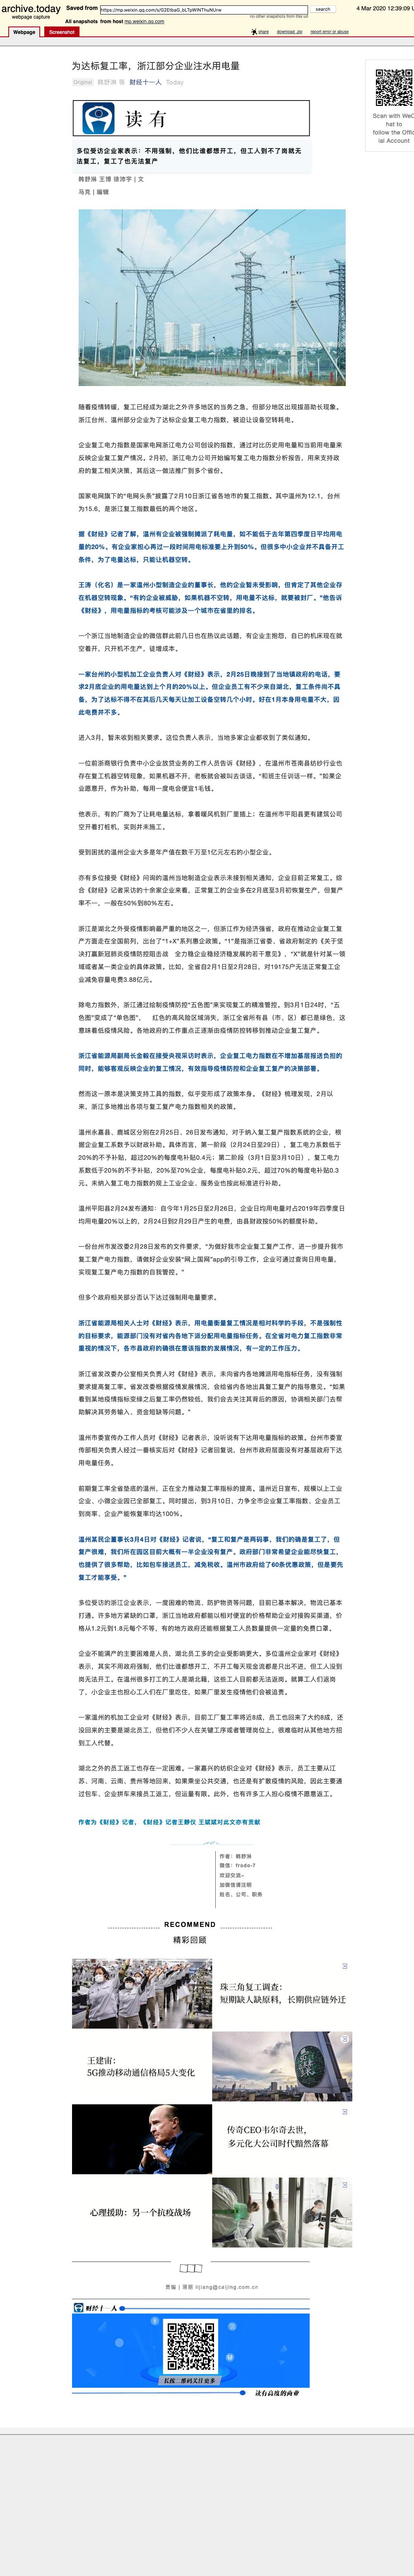 archive.today
webpage capture
Saved from
https://mp.weixin.qq.com/s/G2EtbaG_bLTpWlNThuNUrw
search
4 Mar 2020 12:39:09 U
no other snapshots from this url
All snapshots from host mp.weixin.qq.com
Webpage
Screenshot
share
download .zip
report error or abuse
为达标复工率，浙江部分企业注水用电量
Original 韩舒淋 等 财经十一人 Today
Scan with WeC
hat to
follow the Offic
ial Account
读有
多位受访企业家表示：不用强制，他们比谁都想开工，但工人到不了岗就无
法复工，复工了也无法复产
韩舒淋 王博 徐沛宇 | 文
马克 | 编辑
随着疫情转缓，复工已经成为湖北之外许多地区的当务之急，但部分地区出现拔苗助长现象。
浙江台州、温州部分企业为了达标企业复工电力指数，被迫让设备空转耗电。
企业复工电力指数是国家电网浙江电力公司创设的指数，通过对比历史用电量和当前用电量来
反映企业复工复产情况。2月初，浙江电力公司开始编写复工电力指数分析报告，用来支持政
府的复工相关决策，其后这一做法推广到多个省份。
国家电网旗下的“电网头条”披露了2月10日浙江省各地市的复工指数。其中温州为12.1，台州
为15.6，是浙江复工指数最低的两个地区。
据《财经》记者了解，温州有企业被强制摊派了耗电量，如不能低于去年第四季度日平均用电
量的20%。有企业家担心再过一段时间用电标准要上升到50%。但很多中小企业并不具备开工
条件，为了电量达标，只能让机器空转。
王涛（化名）是一家温州小型制造企业的董事长，他的企业暂未受影响，但肯定了其他企业存
在机器空转现象。“有的企业被威胁，如果机器不空转，用电量不达标，就要被封厂。”他告诉
《财经》，用电量指标的考核可能涉及一个城市在省里的排名。
一个浙江当地制造企业的微信群此前几日也在热议此话题，有企业主抱怨，自已的机床现在就
空着开，只开机不生产，徒增成本。
一家台州的小型机加工企业负责人对《财经》表示，2月25日晚接到了当地镇政府的电话，要
求2月底企业的用电量达到上个月的20%以上。但企业员工有不少来自湖北，复工条件尚不具
备，为了达标不得不在其后几天每天让加工设备空转几个小时。好在1月本身用电量不大，因
此电费并不多。
进入3月，暂未收到相关要求。这位负责人表示，当地多家企业都收到了类似通知。
一位前浙商银行负责中小企业放贷业务的工作人员告诉《财经》，在温州市苍南县纺纱行业也
存在复工机器空转现象，如果机器不开，老板就会被叫去谈话。“和班主任训话一样。”如果企
业愿意开，作为补助，每用一度电会便宜1毛钱。
他表示，有的厂商为了让耗电量达标，拿着暖风机到厂里插上；在温州市平阳县更有建筑公司
空开着打桩机，实则并未施工。
受到困扰的温州企业大多是年产值在数千万至1亿元左右的小型企业。
亦有多位接受《财经》问询的温州当地制造企业表示未接到相关通知，企业目前正常复工。综
合《财经》记者采访的十余家企业来看，正常复工的企业多在2月底至3月初恢复生产，但复产
率不一，一般在50%到80%左右。
浙江是湖北之外受疫情影响最严重的地区之一，但浙江作为经济强省，政府在推动企业复工复
产方面走在全国前列，出台了“1+X”系列惠企政策。“1”是指浙江省委、省政府制定的《关于坚
决打赢新冠肺炎疫情防控阻击战　全力稳企业稳经济稳发展的若干意见》，“X”就是针对某一领
域或者某一类企业的具体政策。比如，全省自2月1日至2月28日，对19175户无法正常复工企
业减免容量电费3.88亿元。
除电力指数外，浙江通过绘制疫情防控“五色图”来实现复工的精准管控。到3月1日24时，“五
色图”变成了“单色图”，　红色的高风险区域消失，浙江全省所有县（市、区）都已是绿色，这
意味着低疫情风险。各地政府的工作重点正逐渐由疫情防控转移到推动企业复工复产。
浙江省能源局副局长金毅在接受央视采访时表示，企业复工电力指数在不增加基层报送负担的
同时，能够客观反映企业的复工情况，有效指导疫情防控和企业复工复产的决策部署。
然而这一原本是决策支持工具的指数，似乎变形成了政策本身。《财经》梳理发现，2月以
来，浙江多地推出各项与复工复产电力指数相关的政策。
温州永嘉县、鹿城区分别在2月25日、26日发布通知，对于纳入复工复产指数系统的企业，根
据企业复工系数予以财政补助。具体而言，第一阶段（2月24日至29日），复工电力系数低于
20%的不予补贴，超过20%的每度电补贴0.4元；第二阶段（3月1日至3月10日），复工电力
系数低于20%的不予补贴，20%至70%企业，每度电补贴0.2元，超过70%的每度电补贴0.3
元。未纳入复工电力指数的规上工业企业、服务业也按此标准进行补助。
温州平阳县2月24发布通知：自今年1月25日至2月26日，企业日均用电量对占2019年四季度日
均用电量20%以上的，2月24日到2月29日产生的电费，由县财政按50%的额度补助。
一份台州市发改委2月28日发布的文件要求，“为做好我市企业复工复产工作，进一步提升我市
复工复产电力指数，请做好企业安装“网上国网”app的引导工作，企业可通过查询日用电量，
实现复工复产电力指数的自我管控。”
但多个政府相关部分否认下达过强制用电量要求。
浙江省能源局相关人士对《财经》表示，用电量衡量复工情况是相对科学的手段，不是强制性
的目标要求，能源部门没有对省内各地下派分配用电量指标任务。在全省对电力复工指数非常
重视的情况下，各市县政府的确很在意该指数的发展情况，有一定的工作压力。
浙江省发改委办公室相关负责人对《财经》表示，未向省内各地摊派用电指标任务，没有强制
要求提高复工率。省发改委根据疫情发展情况，会给省内各地出具复工复产的指导意见。“如果
看到某地疫情指标变绿之后复工率仍然较低，我们会去关注其背后的原因，协调相关部门去帮
助解决其劳务输入、资金短缺等问题。”
温州市委宣传办工作人员对《财经》记者表示，没听说有下达用电量指标的政策。台州市委宣
传部相关负责人经过一番核实后对《财经》记者回复说，台州市政府层面没有对基层政府下达
用电量任务。
前期复工率全省垫底的温州，正在全力推动复工率指标的提高。温州近日宣布，规模以上工业
企业、小微企业园已全部复工。同时提出，到3月10日，力争全市企业复工率指数、企业员工
到岗率、企业产能恢复率均达100%。
温州某民企董事长3月4日对《财经》记者说，“复工和复产是两码事，我们的确是复工了，但
复产很难，我们所在园区目前大概有一半企业没有复产。政府部门非常希望企业能尽快复工，
也提供了很多帮助，比如包车接送员工，减免税收。温州市政府给了60条优惠政策，但是要先
复工才能享受。”
多位受访的浙江企业表示，一度困难的物流、防护物资等问题，目前已基本解决，物流已基本
打通。许多地方紧缺的口罩，浙江当地政府都能以相对便宜的价格帮助企业对接购买渠道，价
格从1.2元到1.8元每个不等，有的地方政府还能根据复工人员数量提供一定量的免费口罩。
企业不能满产的主要困难是人员，湖北员工多的企业受影响更大。多位温州企业家对《财经》
表示，其实不用政府强制，他们比谁都想开工，不开工每天现金流都是只出不进，但工人没到
岗无法开工。在温州很多打工的工人是湖北籍，这些工人目前都无法返岗，就算工人们返岗
了，小企业主也担心工人们在厂里吃住，如果厂里发生疫情他们会被追责。
一家温州的机加工企业对《财经》表示，目前工厂复工率将近8成，员工也回来了大约8成，还
没回来的主要是湖北员工，但他们不少人在关键工序或者管理岗位上，很难临时从其他地方招
到工人代替。
湖北之外的员工返工也存在一定困难。一家嘉兴的纺织企业对《财经》表示，员工主要从江
苏、河南、云南、贵州等地回来，如果乘坐公共交通，也还是有扩散疫情的风险，因此主要通
过包车、企业拼车来接员工返工，但运量有限。此外，也有许多工人担心疫情不愿意返工。
作者为《财经》记者，《财经》记者王静仪 王斌斌对此文亦有贡献
作者：韩舒淋
微信：frodo-7
欢迎交流~
加微信请注明
姓名，公司，职务
RECOMMEND
精彩回顾
珠三角复工调查：
短期缺人缺原料，长期供应链外迁
王建宙：
5G推动移动通信格局5大变化
传奇CEO韦尔奇去世，
多元化大公司时代黯然落幕
心理援助：另一个抗疫战场
lijiang@caijing.com.cn
财经十一人
长按二维码关注更多
读有高度的商业